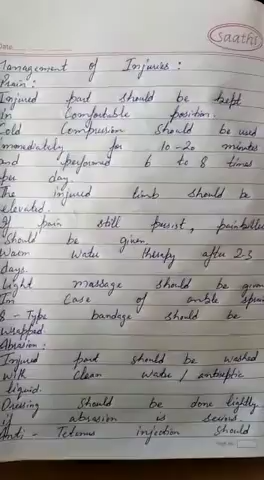 Saathi
Date
Management of Injuries :
Sprain :
Injured part should be kept
in comfortable position.
Cold compression should be used
immediately for 10-20 minutes
and performed 6 to 8 times
per day.
The injured limb should be
elevated.
If pain still persist, painkiller
should be given.
Warm water therapy after 2-3
days.
Light massage should be given
In case of ankle sprain
8 - Type bandage should be
wrapped.
Abrasion :
Injured part should be washed
with clean water / antiseptic
liquid.
Dressing should be done lightly
if abrasion is serious.
Anti - Tetenus injection should